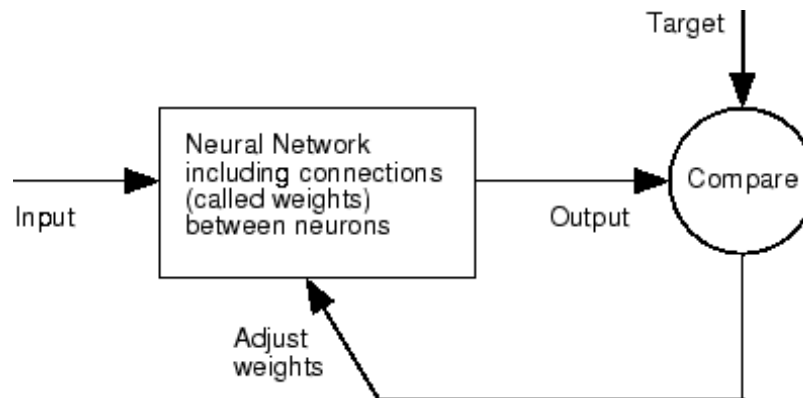 Target
Neural Network
including connections
(called weights)
between neurons
Compare
Input
Output
Adjust
weights